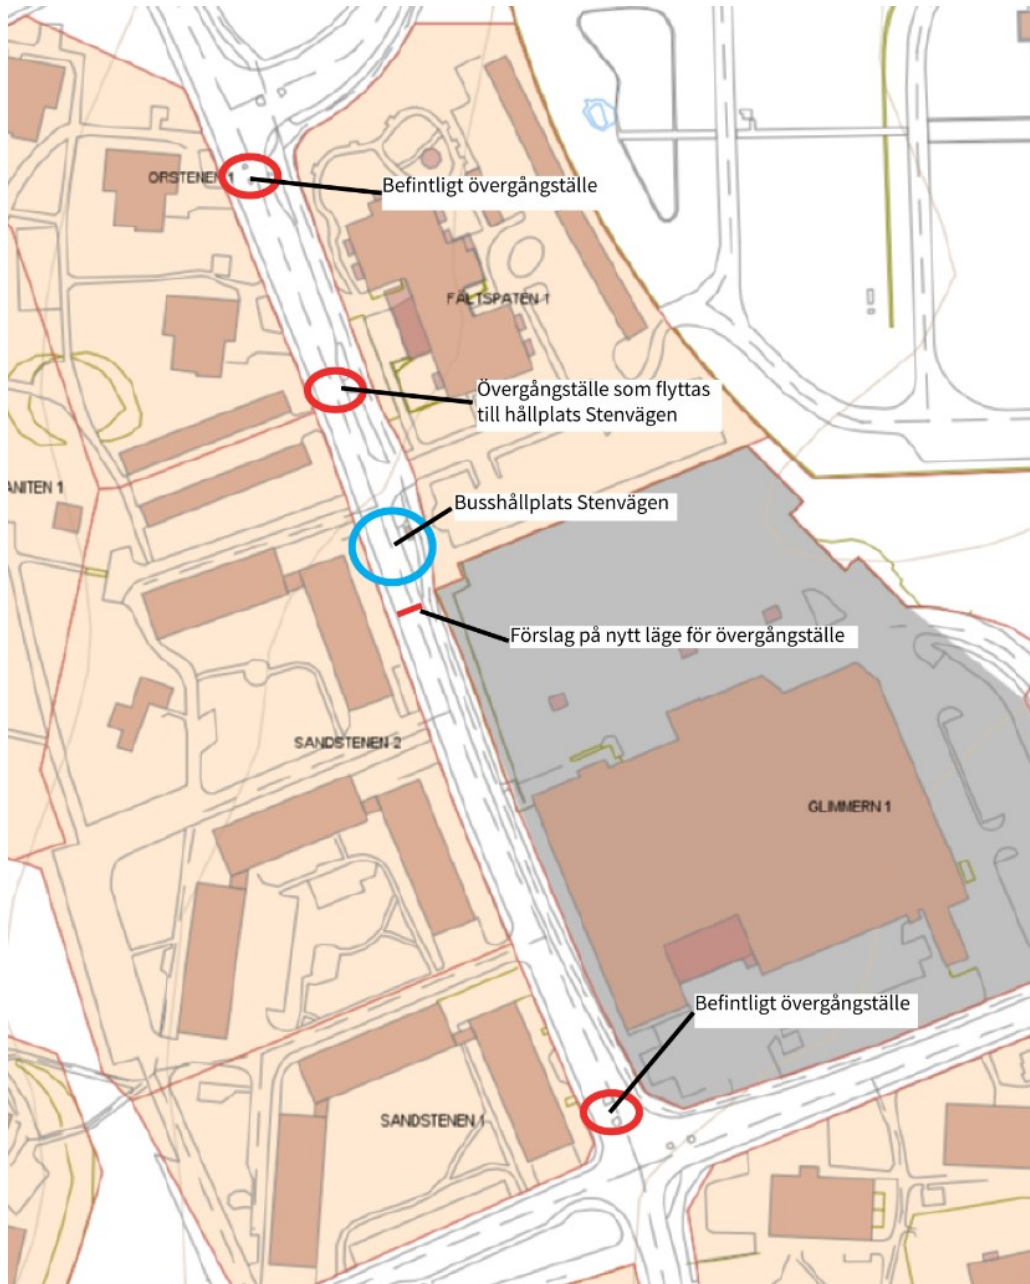 ORSTENEN 1
Befintligt övergångställe
FÄLTSPATEN 1
Övergångställe som flyttas
till hållplats Stenvägen
ANITEN 1
Busshållplats Stenvägen
Förslag på nytt läge för övergångställe
SANDSTENEN 2
GLIMMERN 1
Befintligt övergångställe
SANDSTENEN 1